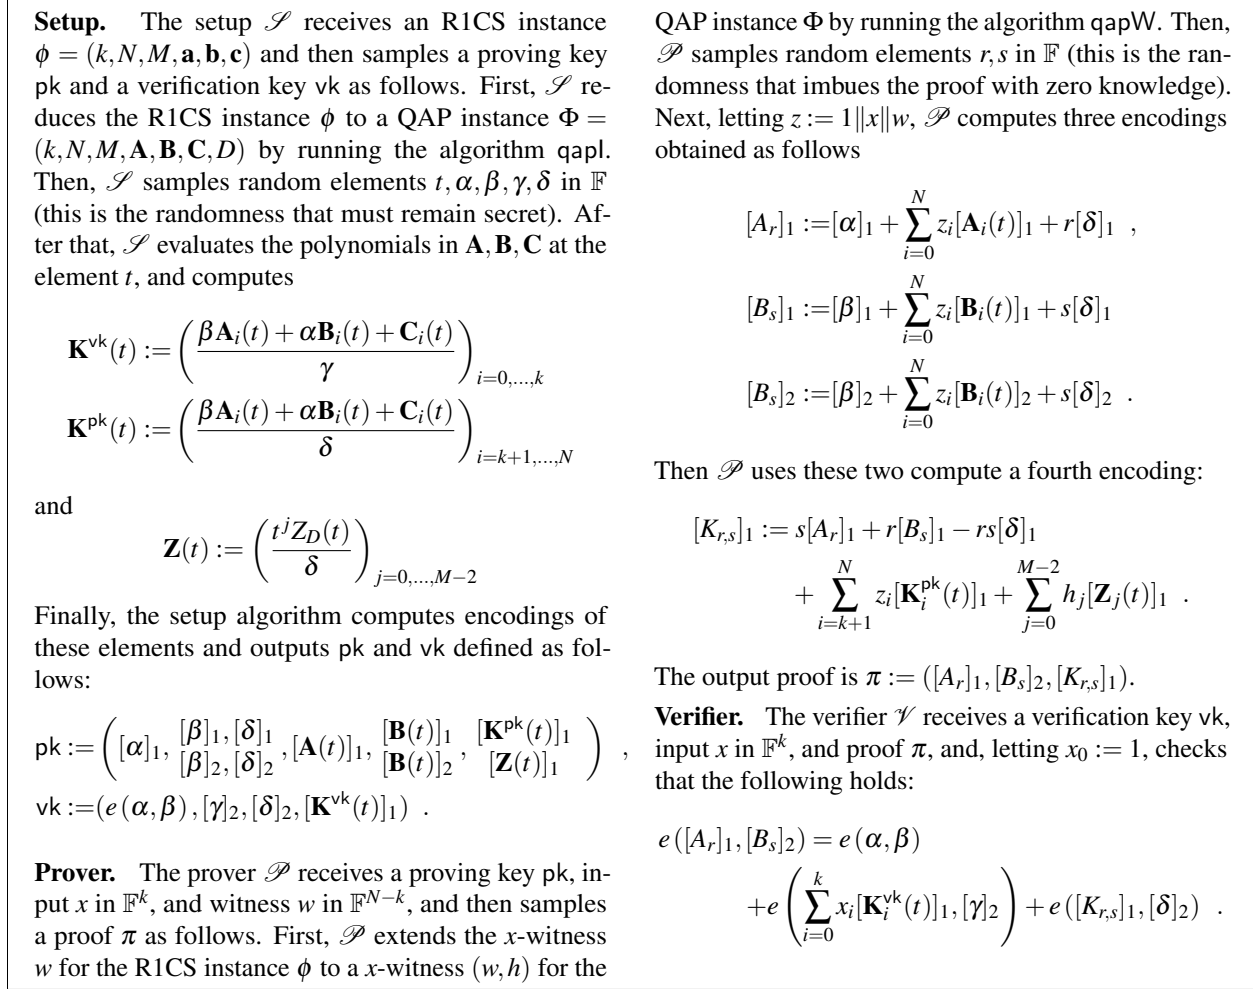 Setup. The setup 𝒮 receives an R1CS instance
ϕ = (k,N,M,a,b,c) and then samples a proving key
pk and a verification key vk as follows. First, 𝒮 re-
duces the R1CS instance ϕ to a QAP instance Φ =
(k,N,M,A,B,C,D) by running the algorithm qapI.
Then, 𝒮 samples random elements t,α,β,γ,δ in 𝔽
(this is the randomness that must remain secret). Af-
ter that, 𝒮 evaluates the polynomials in A,B,C at the
element t, and computes
K^vk(t) := ( (βA_i(t) + αB_i(t) + C_i(t)) / γ )_{i=0,...,k}
K^pk(t) := ( (βA_i(t) + αB_i(t) + C_i(t)) / δ )_{i=k+1,...,N}
and
Z(t) := ( t^j Z_D(t) / δ )_{j=0,...,M−2}
Finally, the setup algorithm computes encodings of
these elements and outputs pk and vk defined as fol-
lows:
pk := ( [α]_1, [β]_1,[δ]_1 / [β]_2,[δ]_2 , [A(t)]_1, [B(t)]_1 / [B(t)]_2 , [K^pk(t)]_1 / [Z(t)]_1 ) ,
vk := (e(α,β),[γ]_2,[δ]_2,[K^vk(t)]_1) .
Prover. The prover 𝒫 receives a proving key pk, in-
put x in 𝔽^k, and witness w in 𝔽^{N−k}, and then samples
a proof π as follows. First, 𝒫 extends the x-witness
w for the R1CS instance ϕ to a x-witness (w,h) for the
QAP instance Φ by running the algorithm qapW. Then,
𝒫 samples random elements r,s in 𝔽 (this is the ran-
domness that imbues the proof with zero knowledge).
Next, letting z := 1∥x∥w, 𝒫 computes three encodings
obtained as follows
[A_r]_1 := [α]_1 + ∑_{i=0}^{N} z_i[A_i(t)]_1 + r[δ]_1 ,
[B_s]_1 := [β]_1 + ∑_{i=0}^{N} z_i[B_i(t)]_1 + s[δ]_1
[B_s]_2 := [β]_2 + ∑_{i=0}^{N} z_i[B_i(t)]_2 + s[δ]_2 .
Then 𝒫 uses these two compute a fourth encoding:
[K_{r,s}]_1 := s[A_r]_1 + r[B_s]_1 − rs[δ]_1
+ ∑_{i=k+1}^{N} z_i[K_i^pk(t)]_1 + ∑_{j=0}^{M−2} h_j[Z_j(t)]_1 .
The output proof is π := ([A_r]_1,[B_s]_2,[K_{r,s}]_1).
Verifier. The verifier 𝒱 receives a verification key vk,
input x in 𝔽^k, and proof π, and, letting x_0 := 1, checks
that the following holds:
e([A_r]_1,[B_s]_2) = e(α,β)
+e( ∑_{i=0}^{k} x_i[K_i^vk(t)]_1,[γ]_2 ) + e([K_{r,s}]_1,[δ]_2) .